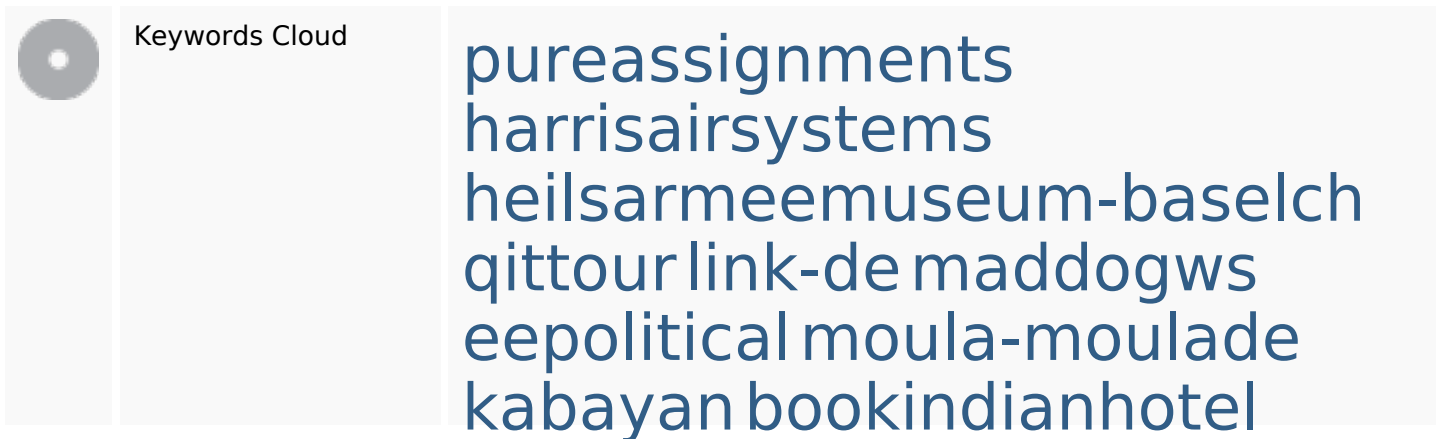 Keywords Cloud
pureassignments
harrisairsystems
heilsarmeemuseum-baselch
qittour link-de maddogws
eepolitical moula-moulade
kabayan bookindianhotel